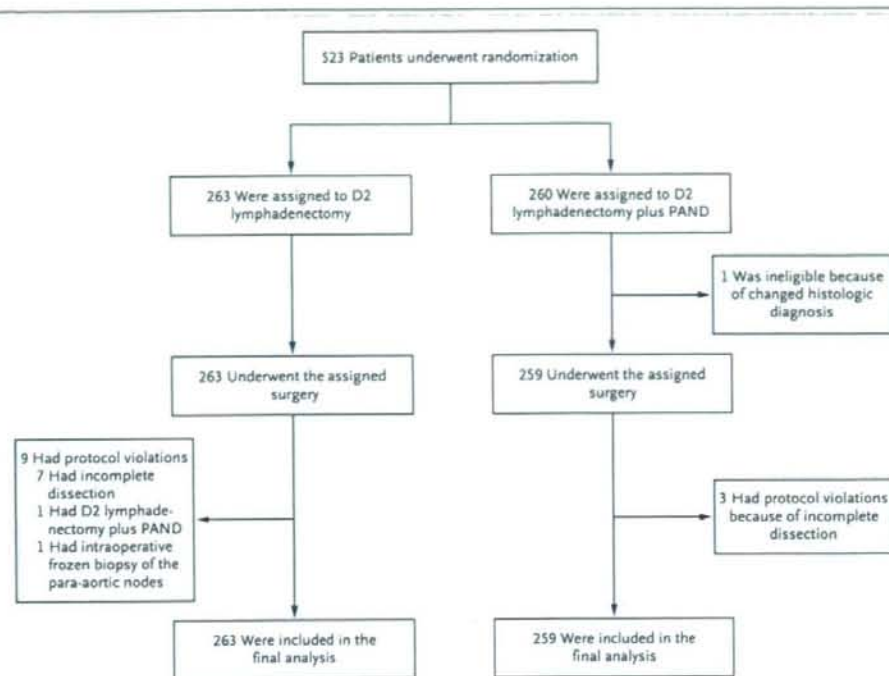 523 Patients underwent randomization
263 Were assigned to D2
lymphadenectomy
260 Were assigned to D2
lymphadenectomy plus PAND
1 Was ineligible because
of changed histologic
diagnosis
263 Underwent the assigned
surgery
259 Underwent the assigned
surgery
9 Had protocol violations
7 Had incomplete
dissection
1 Had D2 lymphade-
nectomy plus PAND
1 Had intraoperative
frozen biopsy of the
para-aortic nodes
3 Had protocol violations
because of incomplete
dissection
263 Were included in the
final analysis
259 Were included in the
final analysis